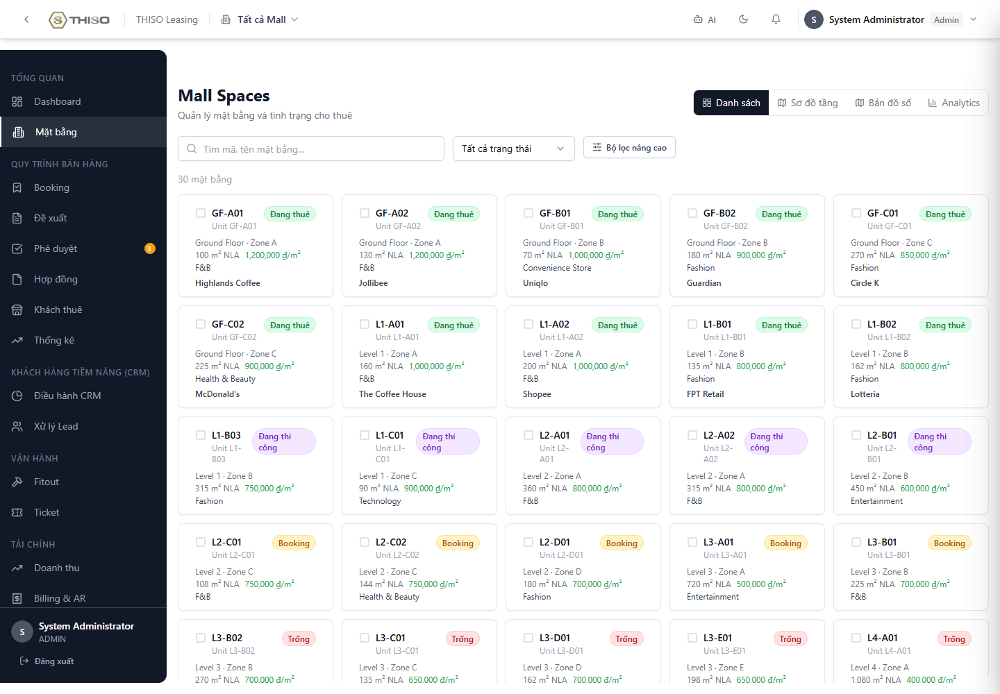 THISO
THISO Leasing
Tất cả Mall
AI
S
System Administrator
Admin
TỔNG QUAN
Dashboard
Mặt bằng
QUY TRÌNH BÁN HÀNG
Booking
Đề xuất
Phê duyệt
3
Hợp đồng
Khách thuê
Thống kê
KHÁCH HÀNG TIỀM NĂNG (CRM)
Điều hành CRM
Xử lý Lead
VẬN HÀNH
Fitout
Ticket
TÀI CHÍNH
Doanh thu
Billing & AR
S
System Administrator
ADMIN
Đăng xuất
Mall Spaces
Quản lý mặt bằng và tình trạng cho thuê
Danh sách
Sơ đồ tầng
Bản đồ số
Analytics
Tìm mã, tên mặt bằng...
Tất cả trạng thái
Bộ lọc nâng cao
30 mặt bằng
GF-A01
Đang thuê
Unit GF-A01
Ground Floor · Zone A
100 m² NLA 1,200,000 ₫/m²
F&B
Highlands Coffee
GF-A02
Đang thuê
Unit GF-A02
Ground Floor · Zone A
130 m² NLA 1,200,000 ₫/m²
F&B
Jollibee
GF-B01
Đang thuê
Unit GF-B01
Ground Floor · Zone B
70 m² NLA 1,000,000 ₫/m²
Convenience Store
Uniqlo
GF-B02
Đang thuê
Unit GF-B02
Ground Floor · Zone B
180 m² NLA 900,000 ₫/m²
Fashion
Guardian
GF-C01
Đang thuê
Unit GF-C01
Ground Floor · Zone C
270 m² NLA 850,000 ₫/m²
Fashion
Circle K
GF-C02
Đang thuê
Unit GF-C02
Ground Floor · Zone C
225 m² NLA 900,000 ₫/m²
Health & Beauty
McDonald's
L1-A01
Đang thuê
Unit L1-A01
Level 1 · Zone A
160 m² NLA 1,000,000 ₫/m²
F&B
The Coffee House
L1-A02
Đang thuê
Unit L1-A02
Level 1 · Zone A
200 m² NLA 1,000,000 ₫/m²
F&B
Shopee
L1-B01
Đang thuê
Unit L1-B01
Level 1 · Zone B
135 m² NLA 800,000 ₫/m²
Fashion
FPT Retail
L1-B02
Đang thuê
Unit L1-B02
Level 1 · Zone B
162 m² NLA 800,000 ₫/m²
Fashion
Lotteria
L1-B03
Đang thi
công
Unit L1-
B03
Level 1 · Zone B
315 m² NLA 750,000 ₫/m²
Fashion
L1-C01
Đang thi
công
Unit L1-
C01
Level 1 · Zone C
90 m² NLA 900,000 ₫/m²
Technology
L2-A01
Đang thi
công
Unit L2-
A01
Level 2 · Zone A
360 m² NLA 800,000 ₫/m²
F&B
L2-A02
Đang thi
công
Unit L2-
A02
Level 2 · Zone A
315 m² NLA 800,000 ₫/m²
F&B
L2-B01
Đang thi
công
Unit L2-
B01
Level 2 · Zone B
450 m² NLA 600,000 ₫/m²
Entertainment
L2-C01
Booking
Unit L2-C01
Level 2 · Zone C
108 m² NLA 750,000 ₫/m²
F&B
L2-C02
Booking
Unit L2-C02
Level 2 · Zone C
144 m² NLA 750,000 ₫/m²
Health & Beauty
L2-D01
Booking
Unit L2-D01
Level 2 · Zone D
180 m² NLA 700,000 ₫/m²
Fashion
L3-A01
Booking
Unit L3-A01
Level 3 · Zone A
720 m² NLA 500,000 ₫/m²
Entertainment
L3-B01
Booking
Unit L3-B01
Level 3 · Zone B
225 m² NLA 700,000 ₫/m²
F&B
L3-B02
Trống
Unit L3-B02
Level 3 · Zone B
270 m² NLA 700,000 ₫/m²
L3-C01
Trống
Unit L3-C01
Level 3 · Zone C
135 m² NLA 650,000 ₫/m²
L3-D01
Trống
Unit L3-D01
Level 3 · Zone D
162 m² NLA 700,000 ₫/m²
L3-E01
Trống
Unit L3-E01
Level 3 · Zone E
198 m² NLA 650,000 ₫/m²
L4-A01
Trống
Unit L4-A01
Level 4 · Zone A
1,080 m² NLA 400,000 ₫/m²